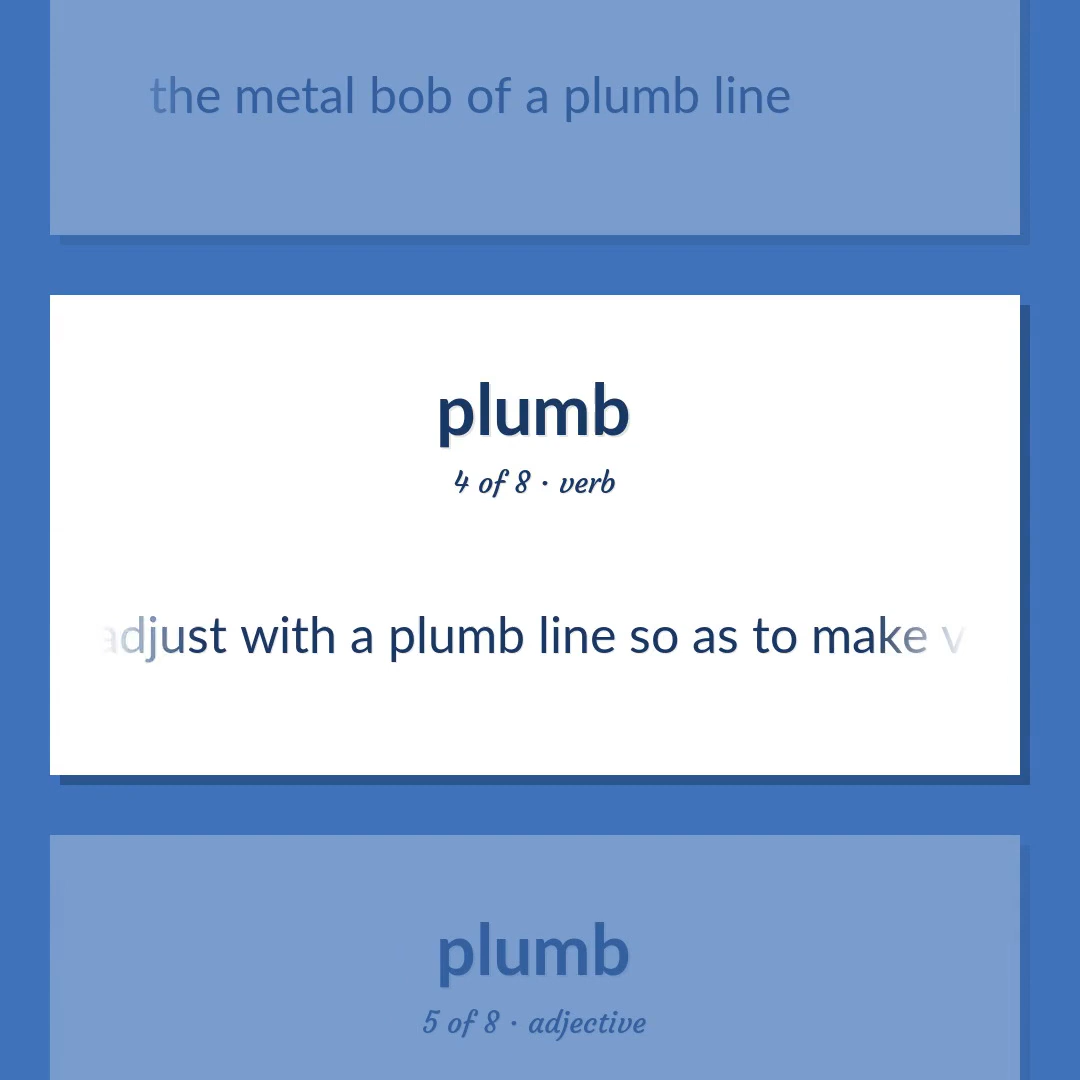 the metal bob of a plumb line
plumb
4 of 8 · verb
adjust with a plumb line so as to make
plumb
5 of 8 · adjective